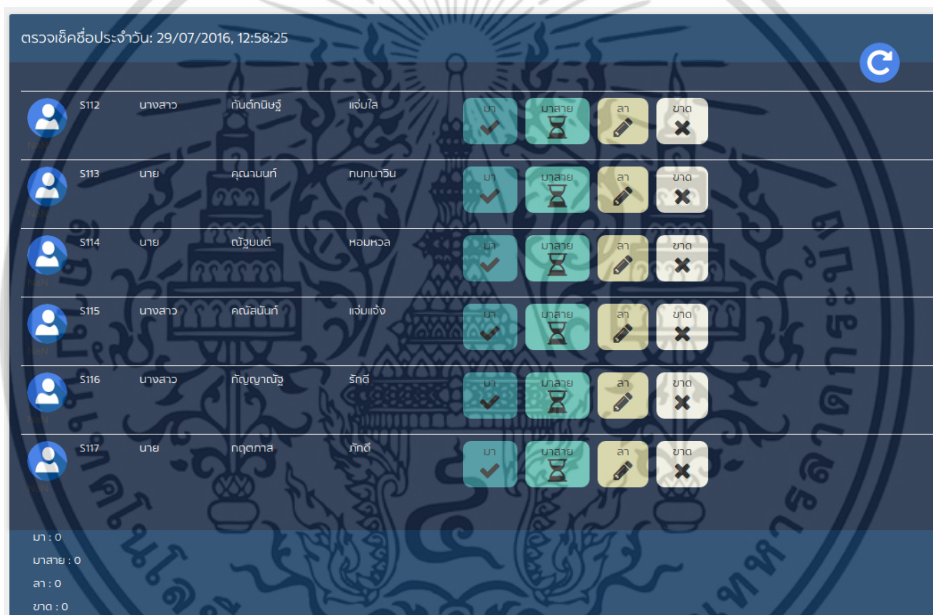 ตรวจเช็คชื่อประจำวัน: 29/07/2016, 12:58:25
S112 นางสาว กันต์กนิษฐ์ แจ่มใส มา มาสาย ลา ขาด
S113 นาย คุณานนท์ ทนทนาวิน มา มาสาย ลา ขาด
S114 นาย ณัฐนนต์ หอมหวล มา มาสาย ลา ขาด
S115 นางสาว คณัสนันท์ แจ่มแจ้ง มา มาสาย ลา ขาด
S116 นางสาว กัญญาณัฐ รักดี มา มาสาย ลา ขาด
S117 นาย กฤตภาส ภักดี มา มาสาย ลา ขาด
มา : 0
มาสาย : 0
ลา : 0
ขาด : 0